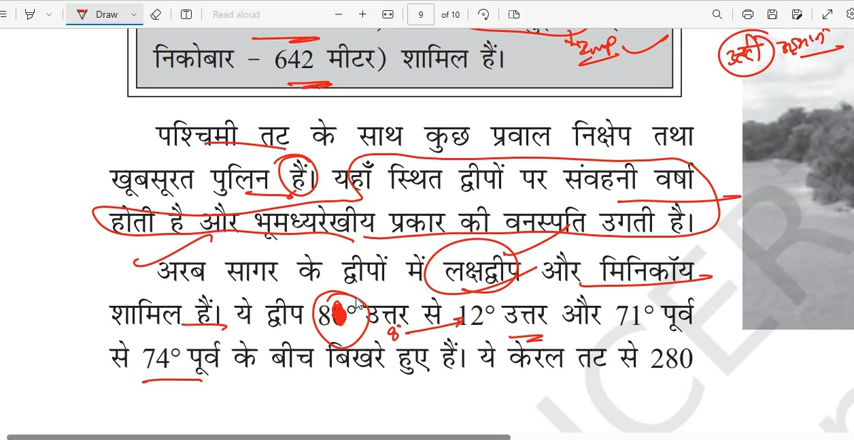 Draw
Read aloud
9 of 10
निकोबार – 642 मीटर) शामिल हैं।
पश्चिमी तट के साथ कुछ प्रवाल निक्षेप तथा
खूबसूरत पुलिन हैं। यहाँ स्थित द्वीपों पर संवहनी वर्षा
होती है और भूमध्यरेखीय प्रकार की वनस्पति उगती है।
अरब सागर के द्वीपों में लक्षद्वीप और मिनिकॉय
शामिल हैं। ये द्वीप 8 ° उत्तर से 12° उत्तर और 71° पूर्व
8°
से 74° पूर्व के बीच बिखरे हुए हैं। ये केरल तट से 280
NCER